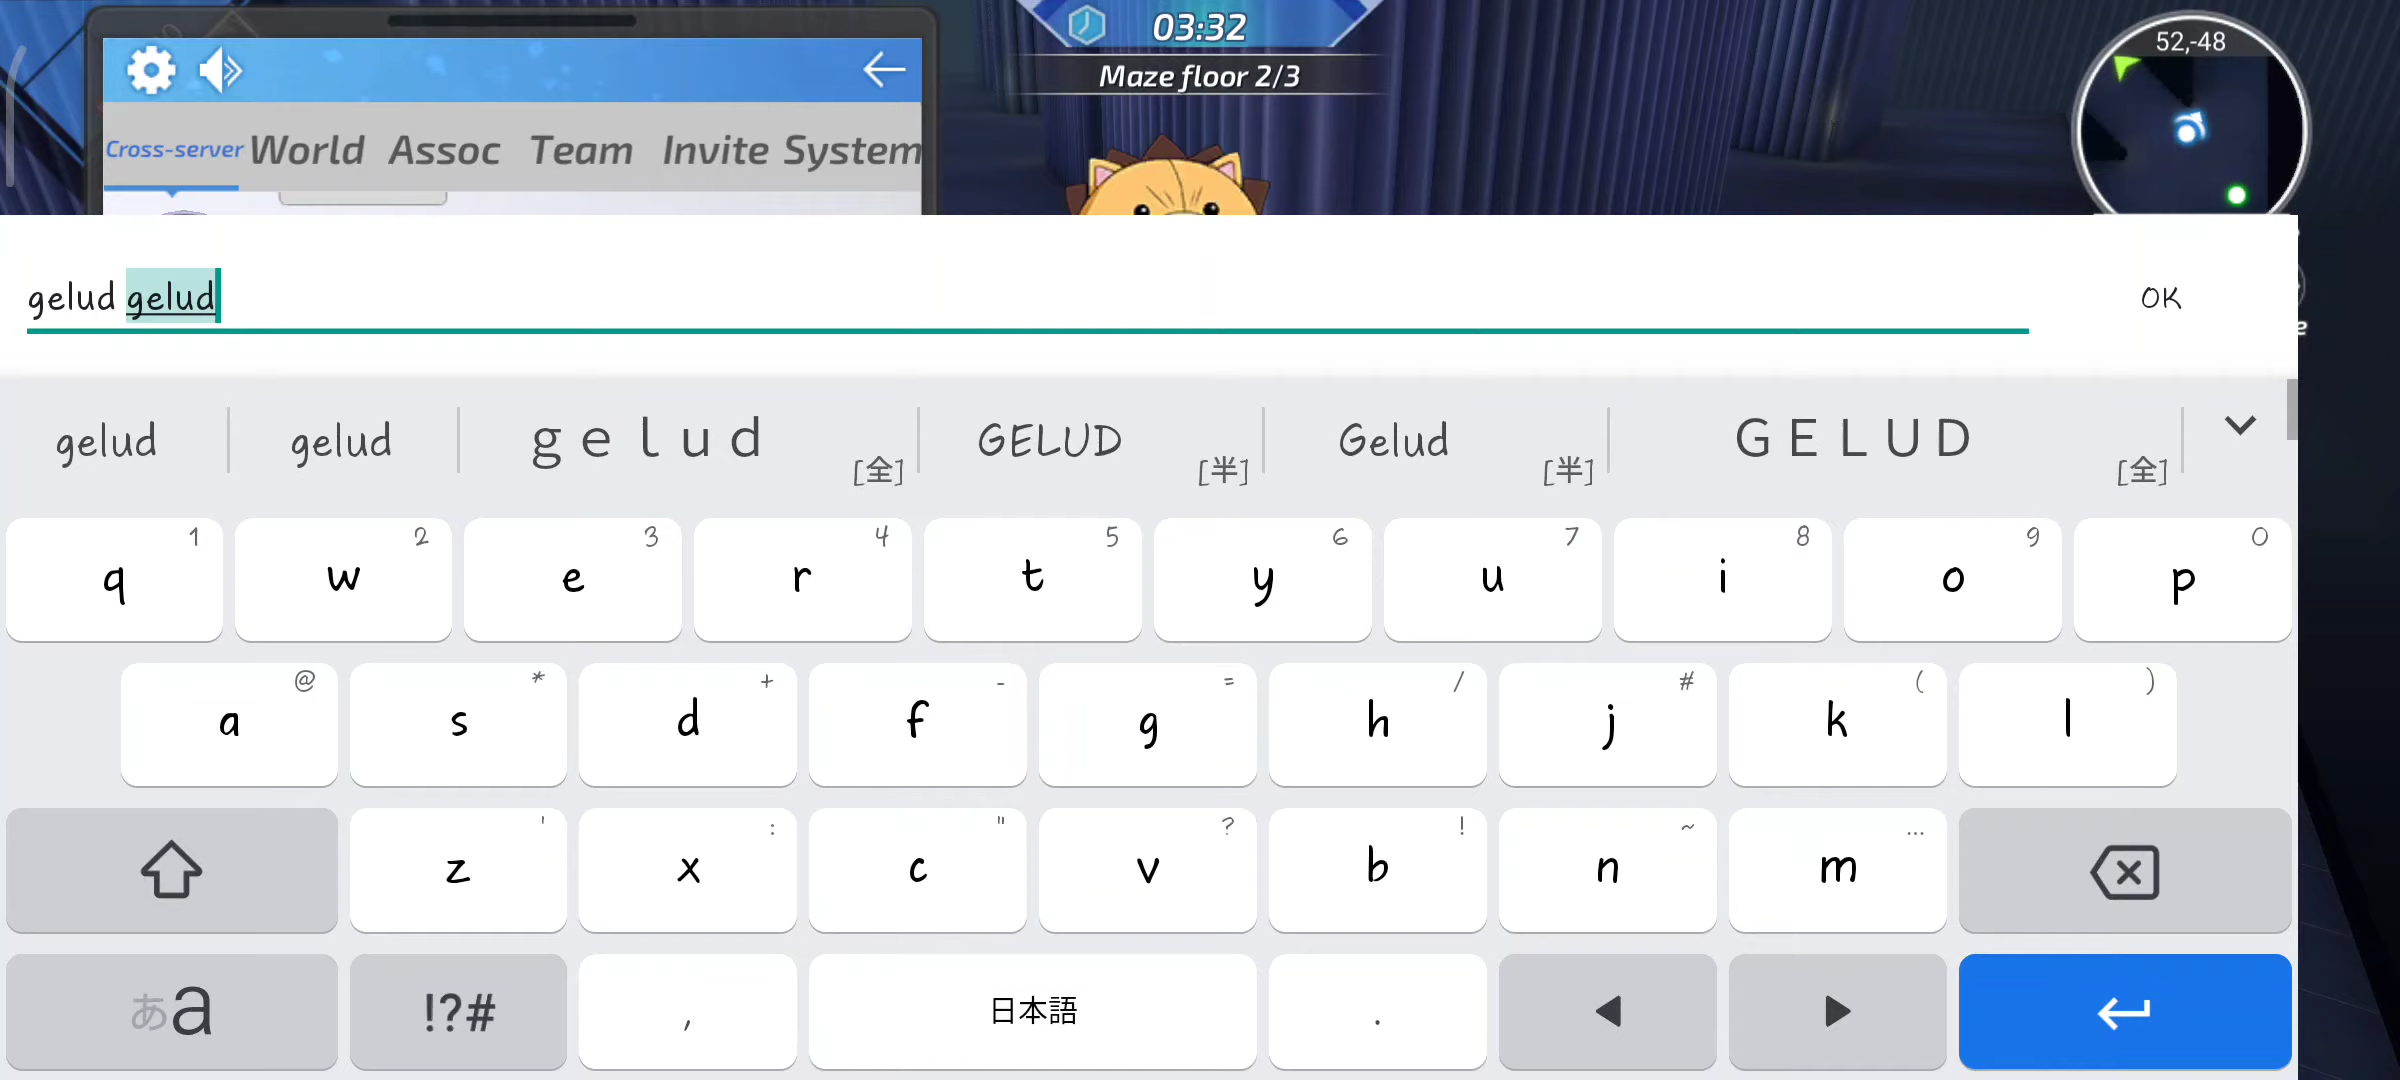 03:32
Maze floor 2/3
52,-48
Cross-server World Assoc Team Invite System
gelud gelud
OK
gelud gelud ｇｅｌｕｄ [全] GELUD [半] Gelud [半] ＧＥＬＵＤ [全]
q 1 w 2 e 3 r 4 t 5 y 6 u 7 i 8 o 9 p 0
a @ s * d + f - g = h / j # k ( l )
z ' x : c " v ? b ! n ~ m ...
あa !?# , 日本語 .